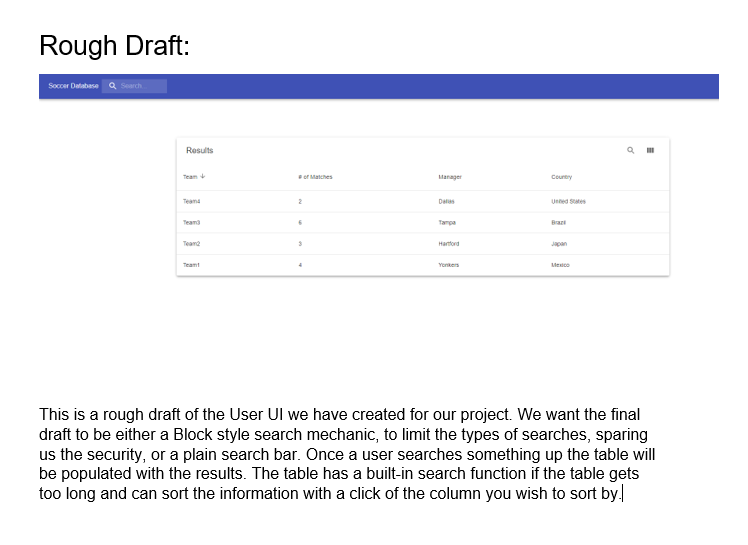 Rough Draft:
Soccer Database Search...
Results
Team # of Matches Manager Country
Team4 2 Dallas United States
Team3 6 Tampa Brazil
Team2 3 Hartford Japan
Team1 4 Yonkers Mexico
This is a rough draft of the User UI we have created for our project. We want the final
draft to be either a Block style search mechanic, to limit the types of searches, sparing
us the security, or a plain search bar. Once a user searches something up the table will
be populated with the results. The table has a built-in search function if the table gets
too long and can sort the information with a click of the column you wish to sort by.